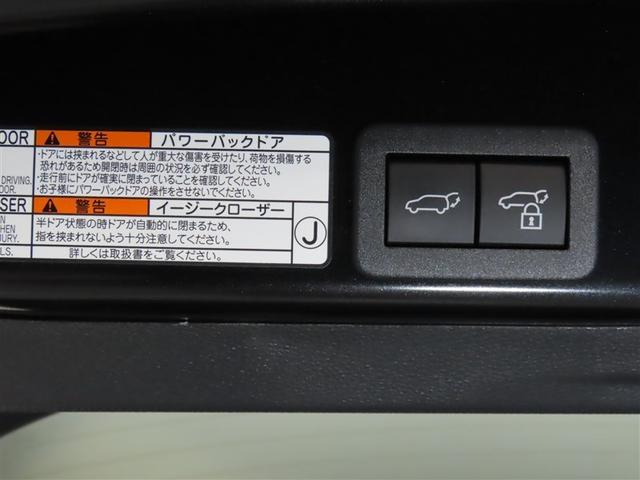 OOR ⚠ 警告 パワーバックドア
・ドアには挟まれるなどして人が重大な傷害を受けたり、荷物を損傷する
恐れがあるため開閉時は周囲の状況を必ず確認してください。
DRIVING. ・走行前にドアが確実に閉まっていることを確認してください。
OOR. ・お子様にパワーバックドアの操作をさせないでください。
SER ⚠ 警告 イージークローザー
N 半ドア状態の時ドアが自動的に閉まるため、
HEN 指を挟まれないよう十分注意してください。
JURY.
LS. 詳しくは取扱書をご覧ください。
J